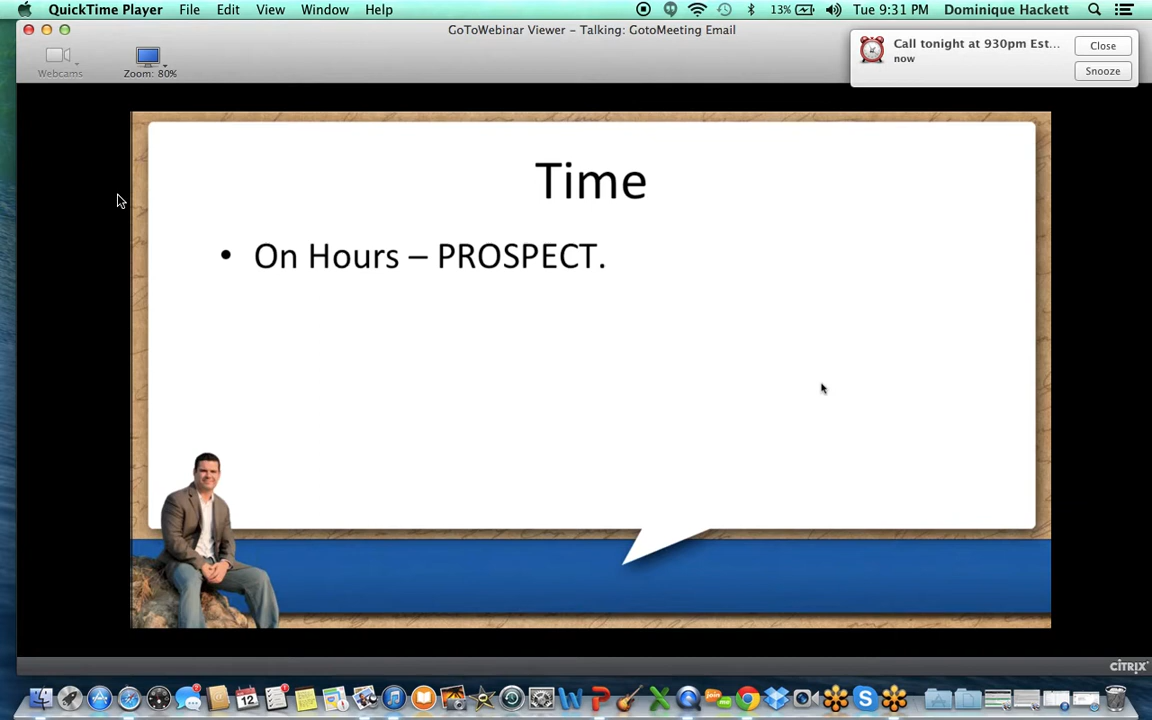 QuickTime Player File Edit View Window Help 13% Tue 9:31 PM Dominique Hackett
GoToWebinar Viewer – Talking: GotoMeeting Email
Webcams
Zoom: 80%
Call tonight at 930pm Est...
now
Close
Snooze
Time
• On Hours – PROSPECT.
CITRIX